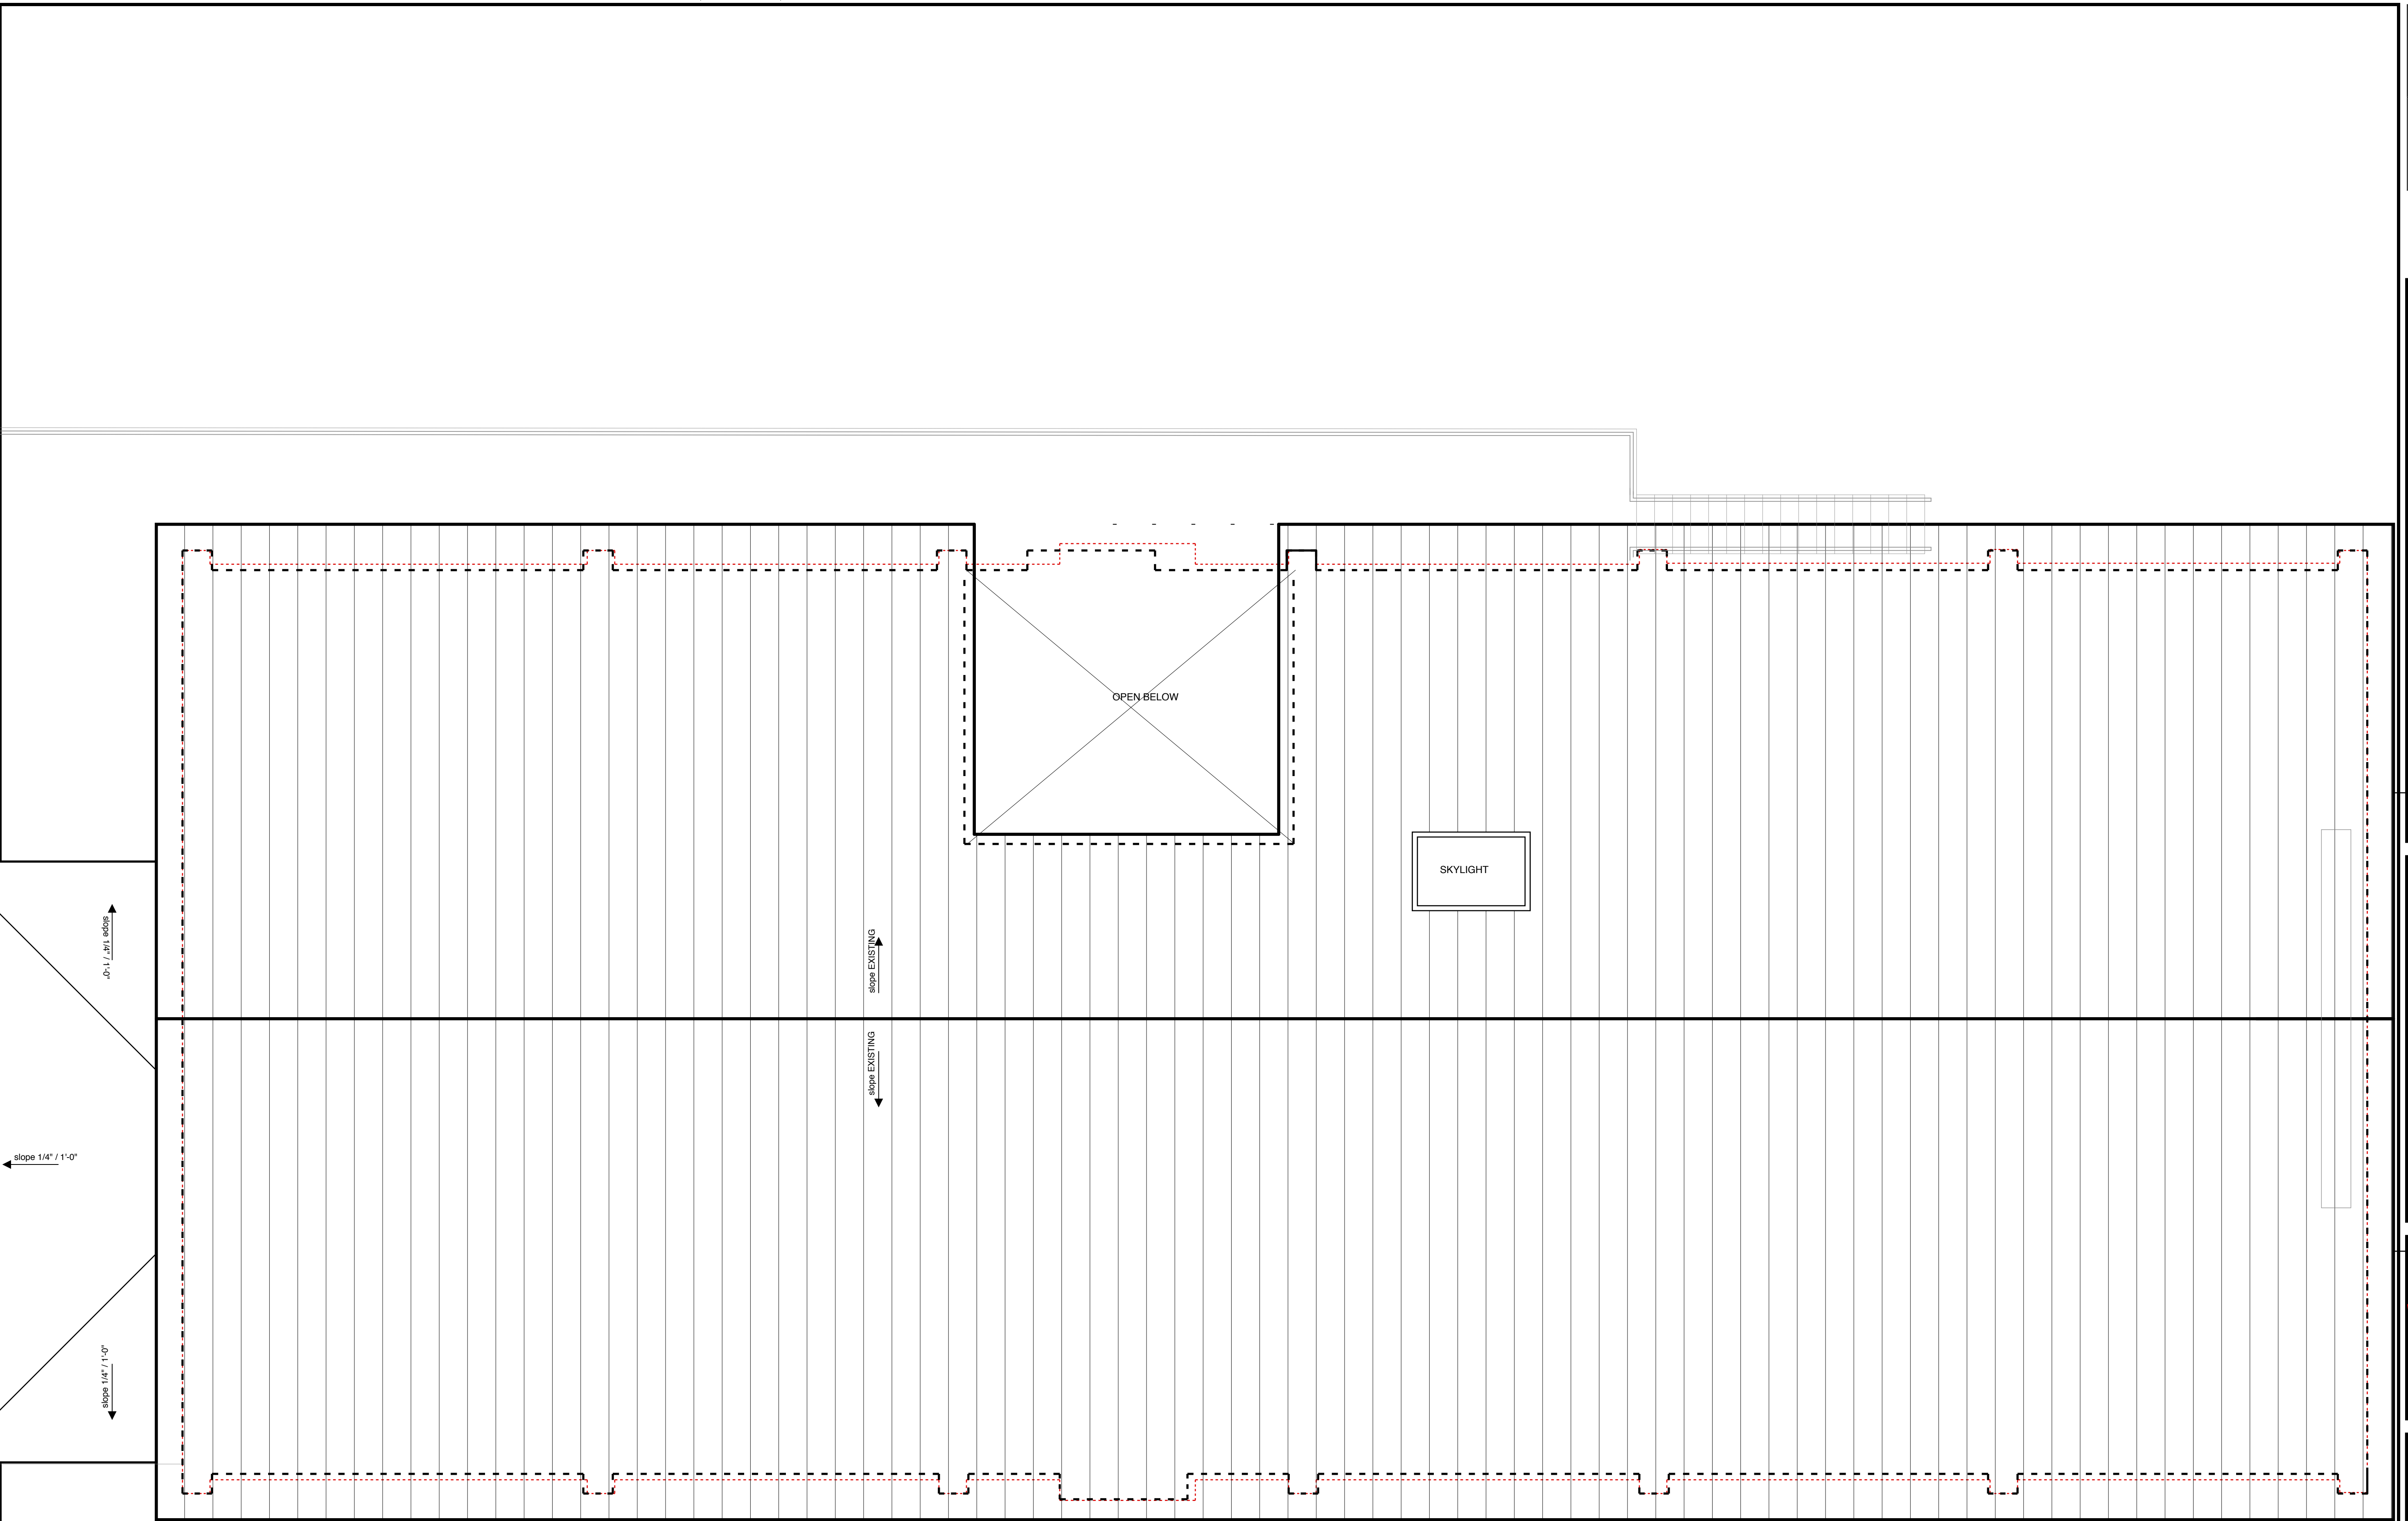 OPEN BELOW
SKYLIGHT
slope 1/4" / 1'-0"
slope EXISTING
slope EXISTING
slope 1/4" / 1'-0"
slope 1/4" / 1'-0"